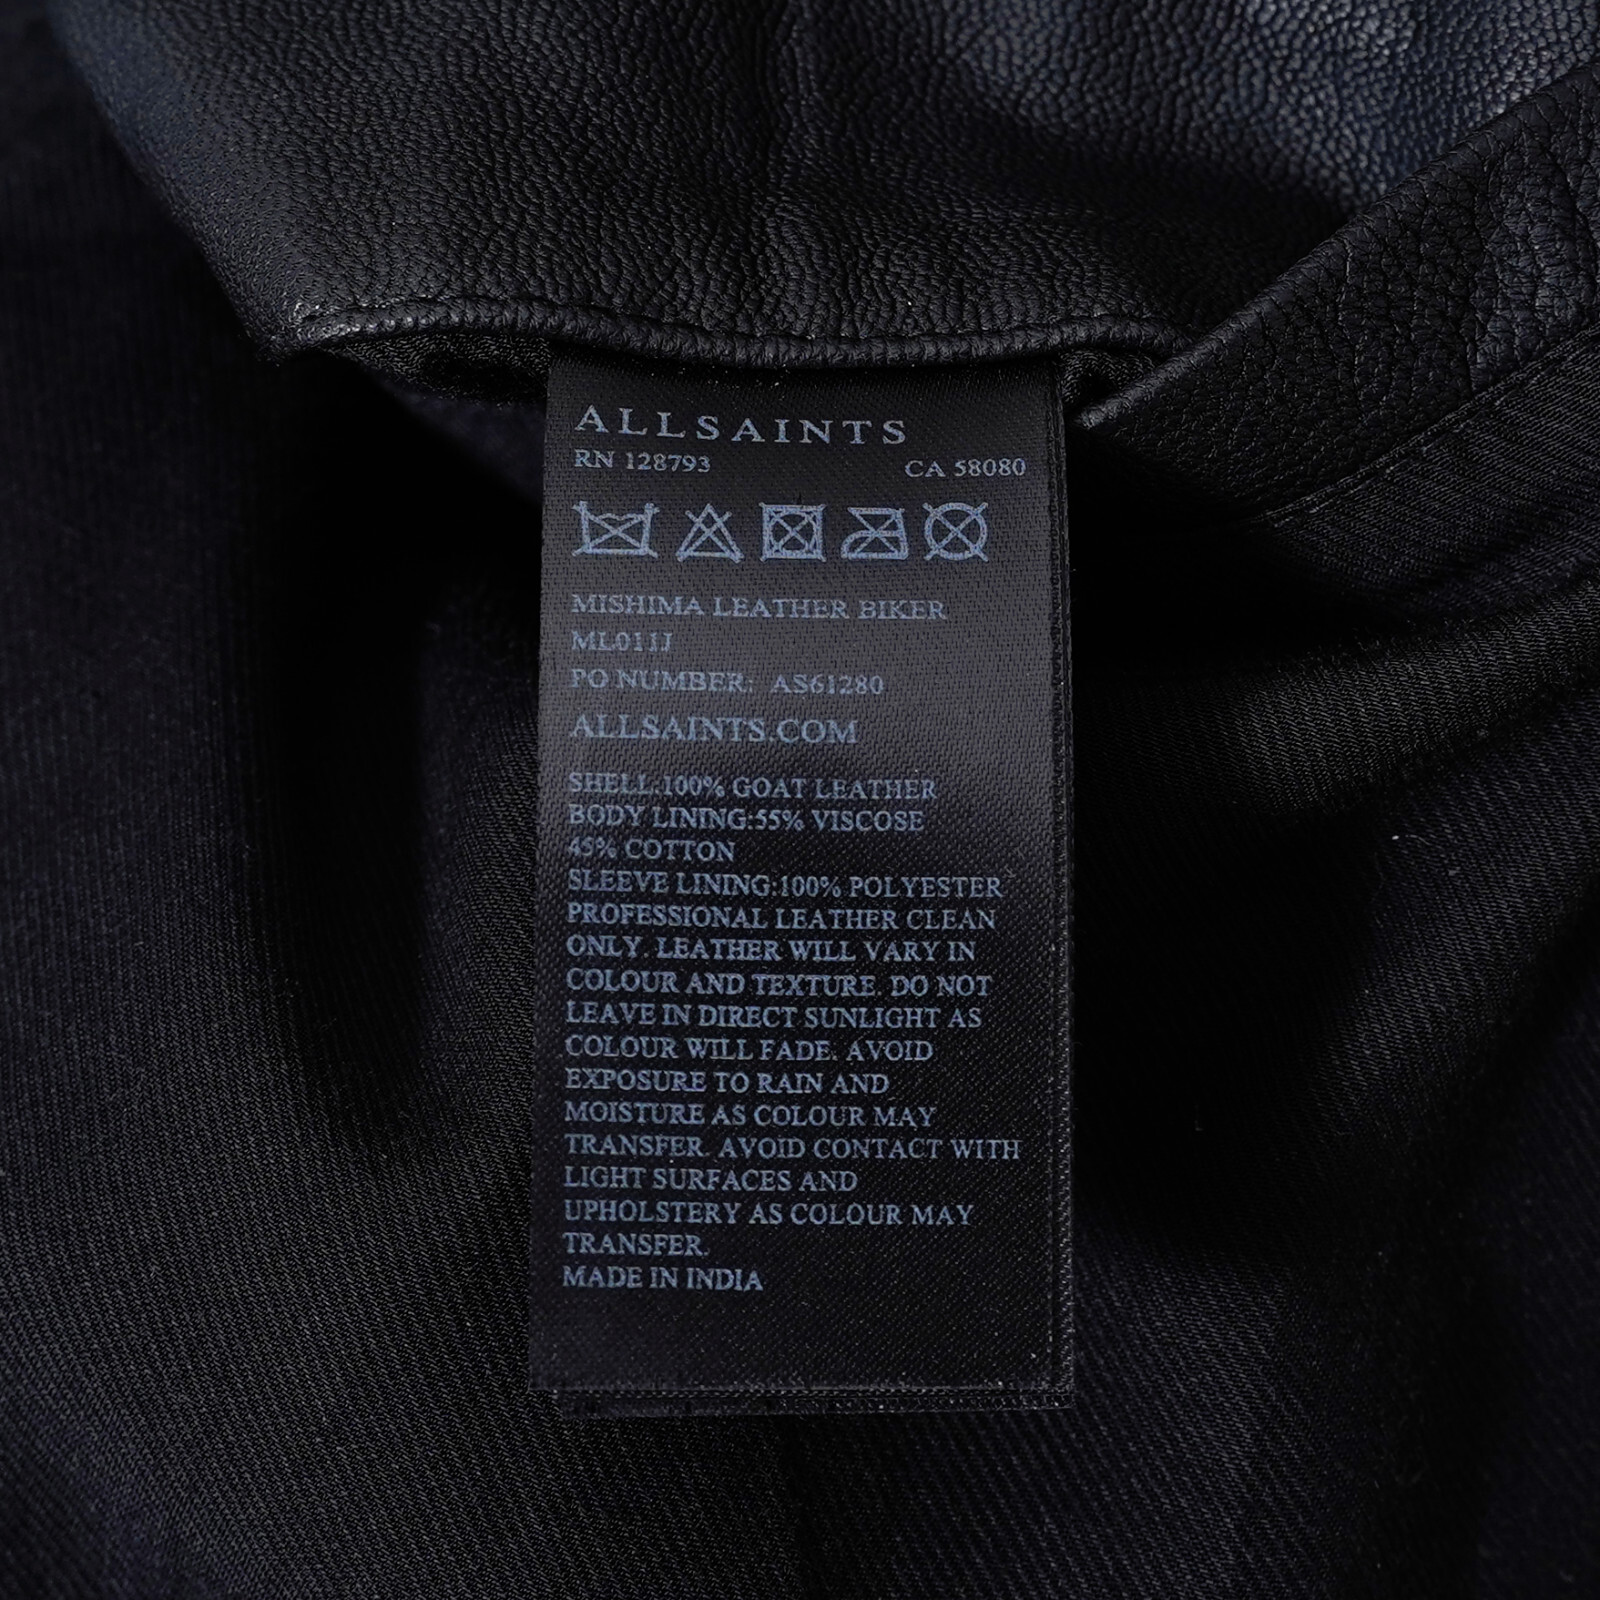 ALLSAINTS
RN 128793 CA 58080
MISHIMA LEATHER BIKER
ML011J
PO NUMBER: AS61280
ALLSAINTS.COM
SHELL:100% GOAT LEATHER
BODY LINING:55% VISCOSE
45% COTTON
SLEEVE LINING:100% POLYESTER
PROFESSIONAL LEATHER CLEAN
ONLY. LEATHER WILL VARY IN
COLOUR AND TEXTURE. DO NOT
LEAVE IN DIRECT SUNLIGHT AS
COLOUR WILL FADE. AVOID
EXPOSURE TO RAIN AND
MOISTURE AS COLOUR MAY
TRANSFER. AVOID CONTACT WITH
LIGHT SURFACES AND
UPHOLSTERY AS COLOUR MAY
TRANSFER.
MADE IN INDIA